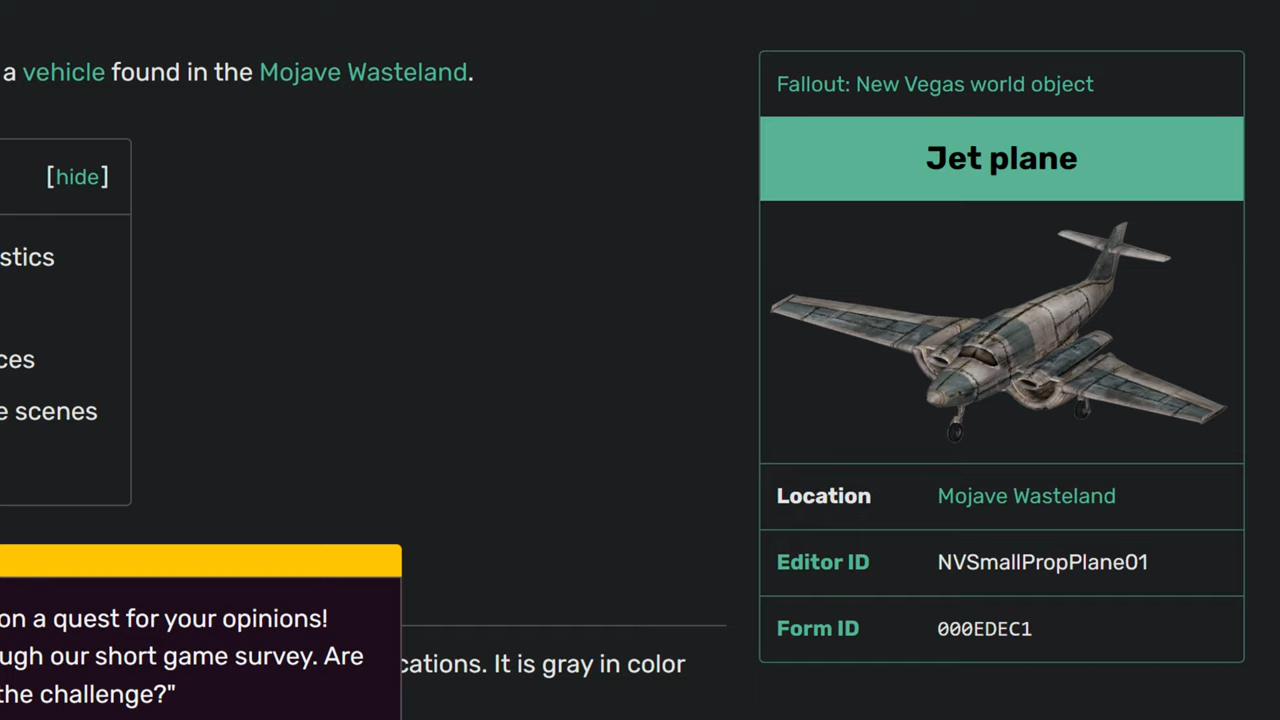 a vehicle found in the Mojave Wasteland.
[hide]
stics
ces
e scenes
on a quest for your opinions!
ugh our short game survey. Are
the challenge?"
cations. It is gray in color
Fallout: New Vegas world object
Jet plane
Location Mojave Wasteland
Editor ID NVSmallPropPlane01
Form ID 000EDEC1